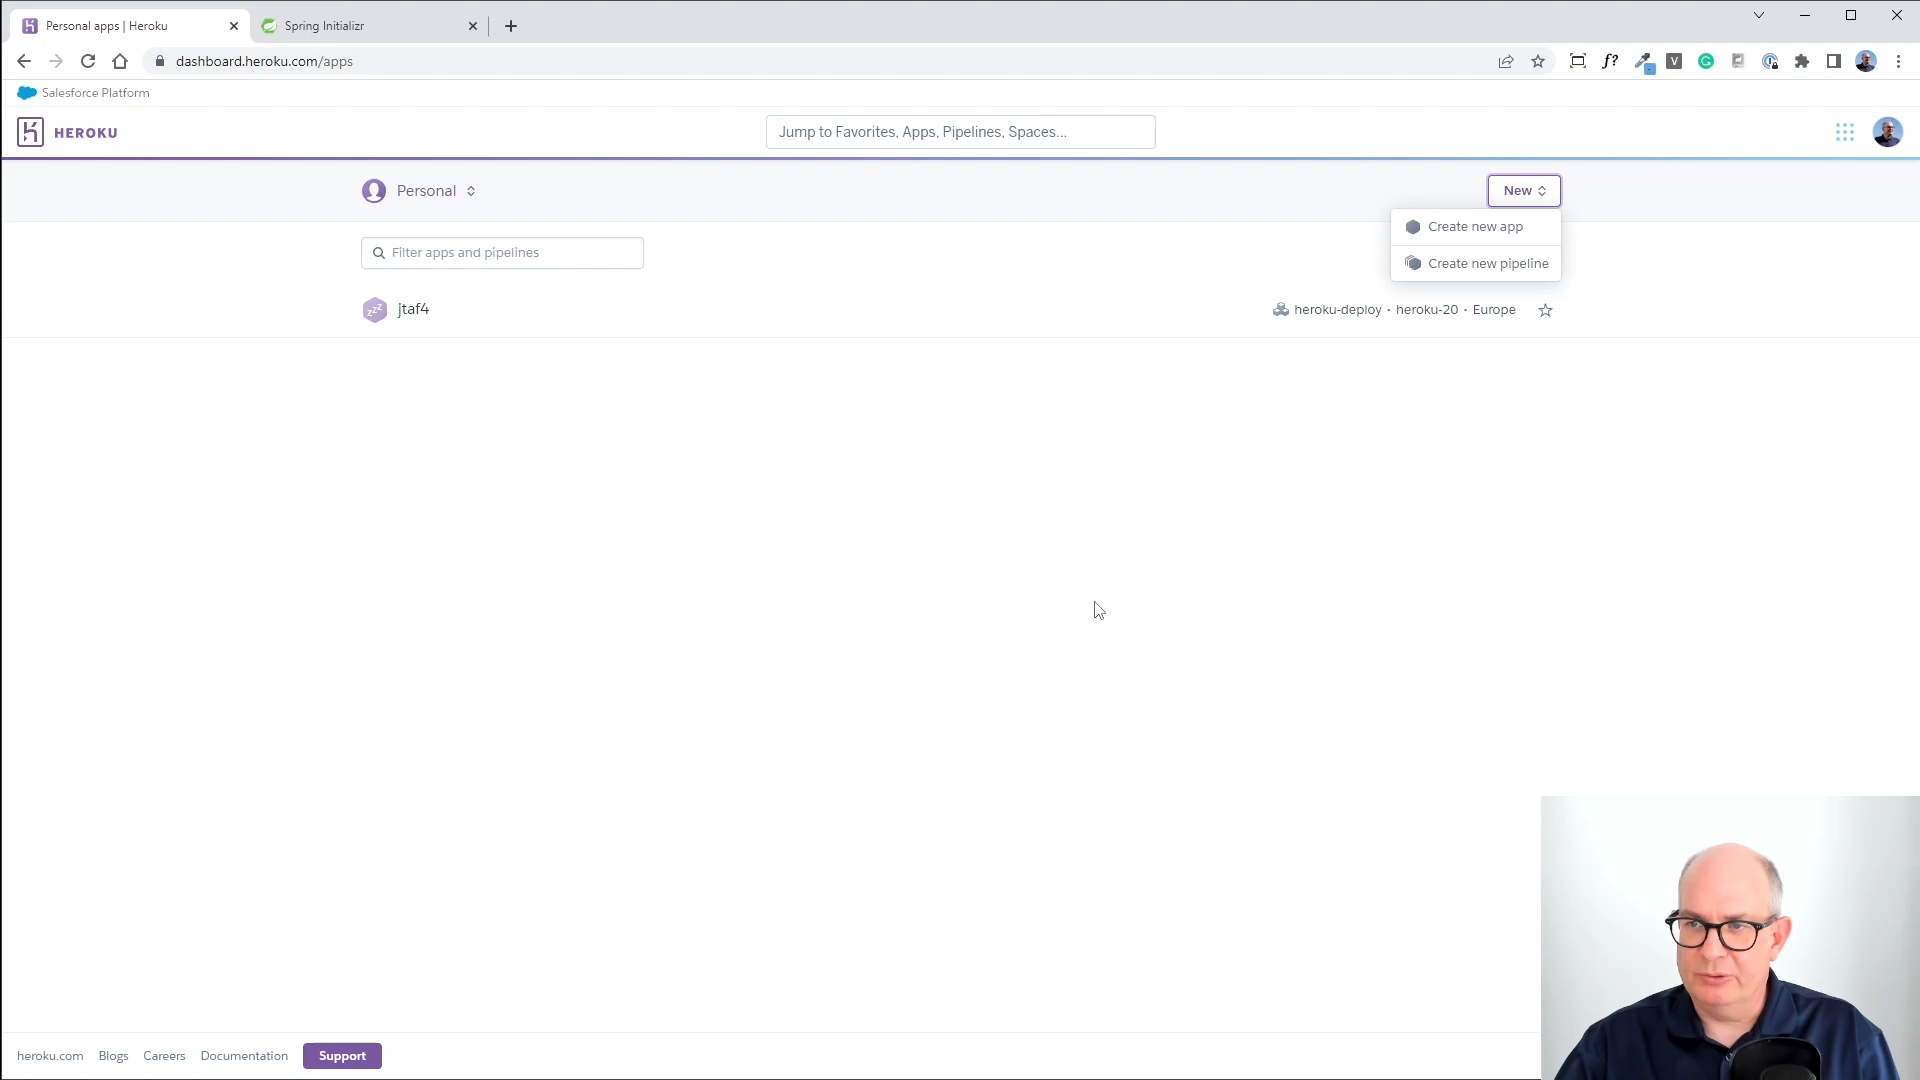 Personal apps | Heroku
Spring Initializr
dashboard.heroku.com/apps
f?
V
G
Salesforce Platform
HEROKU
Jump to Favorites, Apps, Pipelines, Spaces...
Personal
New
Create new app
Filter apps and pipelines
Create new pipeline
zzz
jtaf4
heroku-deploy · heroku-20 · Europe
heroku.com
Blogs
Careers
Documentation
Support